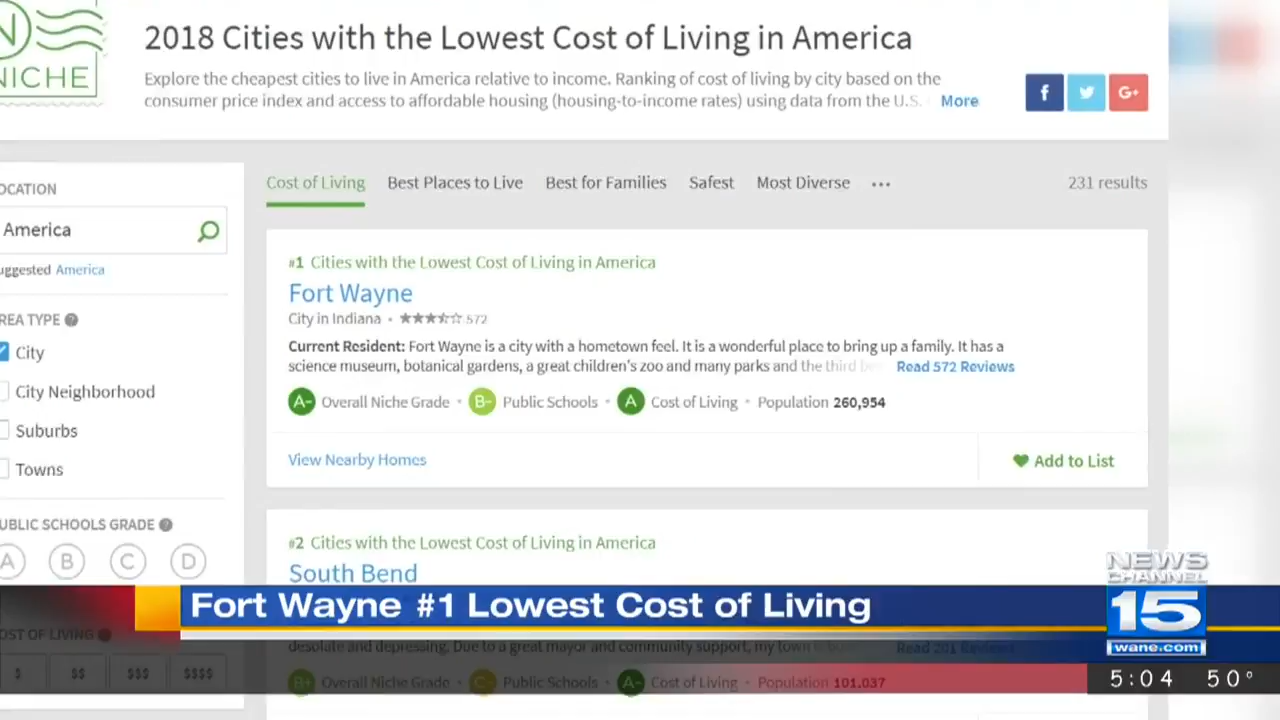 N
NICHE
2018 Cities with the Lowest Cost of Living in America
Explore the cheapest cities to live in America relative to income. Ranking of cost of living by city based on the
consumer price index and access to affordable housing (housing-to-income rates) using data from the U.S. More
f
G+
OCATION
America
uggested America
REA TYPE ?
City
City Neighborhood
Suburbs
Towns
UBLIC SCHOOLS GRADE ?
A B C D
OST OF LIVING
$ $$ $$$ $$$$
Cost of Living Best Places to Live Best for Families Safest Most Diverse ... 231 results
#1 Cities with the Lowest Cost of Living in America
Fort Wayne
City in Indiana • 572
Current Resident: Fort Wayne is a city with a hometown feel. It is a wonderful place to bring up a family. It has a
science museum, botanical gardens, a great children's zoo and many parks and the third Read 572 Reviews
A- Overall Niche Grade • B- Public Schools • A Cost of Living • Population 260,954
View Nearby Homes
Add to List
#2 Cities with the Lowest Cost of Living in America
South Bend
Fort Wayne #1 Lowest Cost of Living
desolate and depressing. Due to a great mayor and community support, my town Read 201 Reviews
B+ Overall Niche Grade • Public Schools • A- Cost of Living • Population 101,037
NEWS
CHANNEL
15
wane.com
5:04 50°